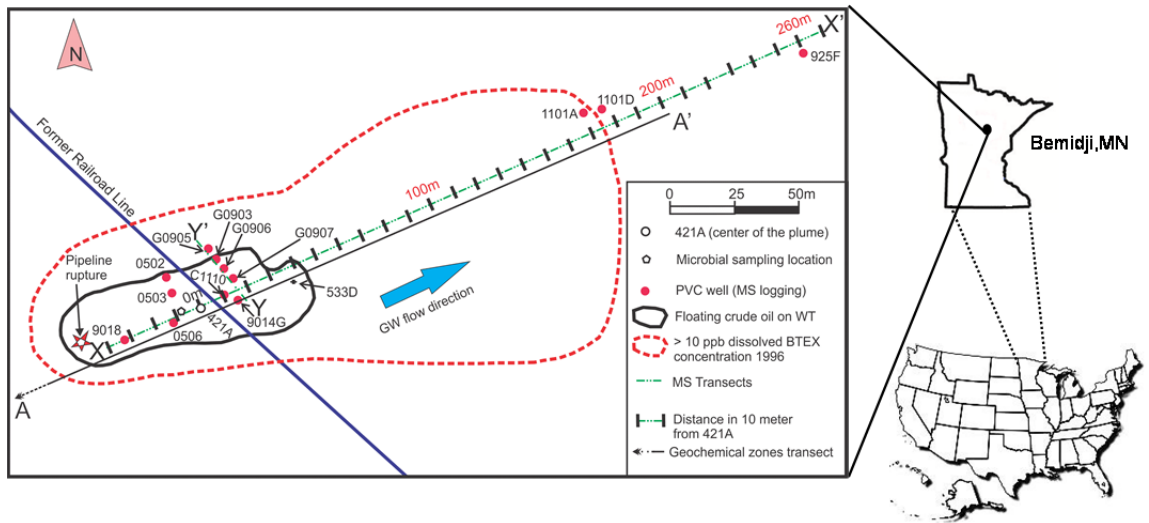 N
260m
X'
925F
200m
1101D
1101A
A'
Former Railroad Line
100m
G0903
Y'
G0906
G0905
G0907
Pipeline
rupture
0502
C1110
0503
0m
533D
GW flow direction
Y
9018
421A
9014G
X
0506
A
0 25 50m
421A (center of the plume)
Microbial sampling location
PVC well (MS logging)
Floating crude oil on WT
> 10 ppb dissolved BTEX
concentration 1996
MS Transects
Distance in 10 meter
from 421A
Geochemical zones transect
Bemidji,MN